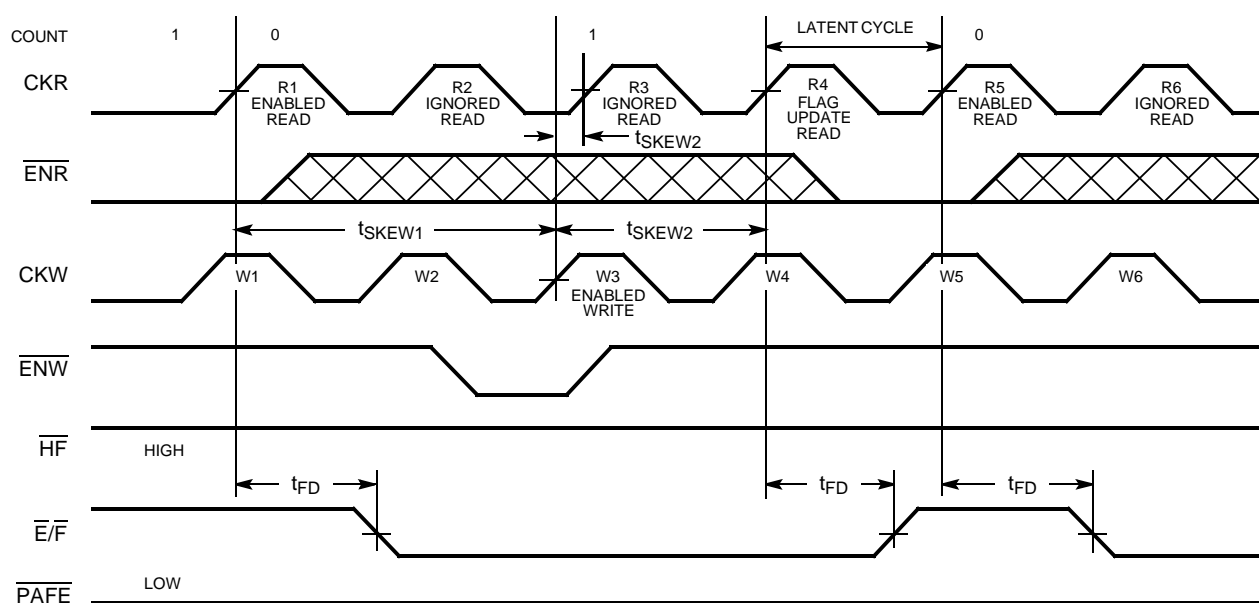 COUNT 1 0 1 LATENT CYCLE 0
CKR
R1 ENABLED READ
R2 IGNORED READ
R3 IGNORED READ
R4 FLAG UPDATE READ
R5 ENABLED READ
R6 IGNORED READ
tSKEW2
ENR
tSKEW1 tSKEW2
CKW W1 W2 W3 W4 W5 W6
ENABLED
WRITE
ENW
HF HIGH
tFD tFD tFD
E/F
PAFE LOW